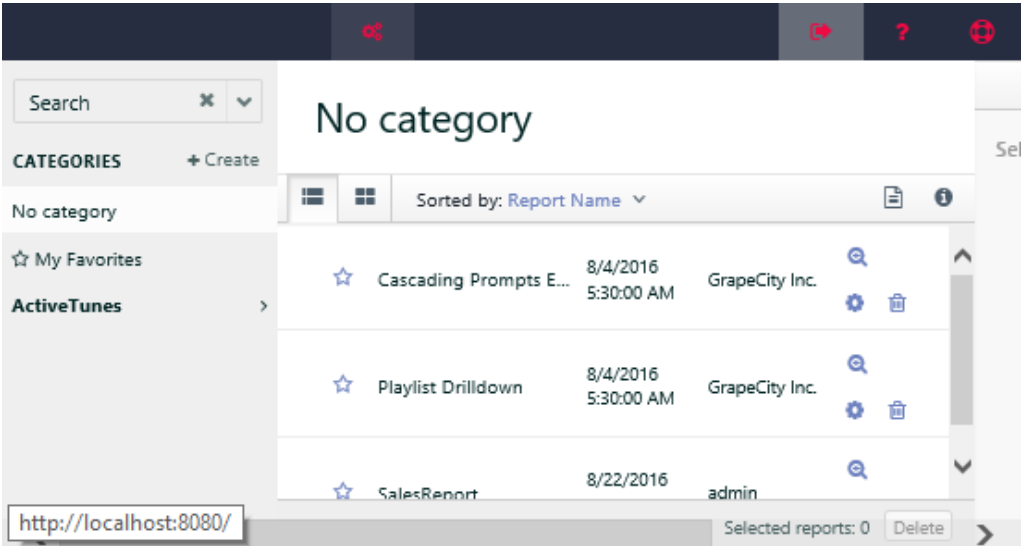 Search
CATEGORIES
+ Create
No category
My Favorites
ActiveTunes
No category
Sorted by: Report Name
Cascading Prompts E... 8/4/2016 5:30:00 AM GrapeCity Inc.
Playlist Drilldown 8/4/2016 5:30:00 AM GrapeCity Inc.
SalesReport 8/22/2016 admin
Selected reports: 0 Delete
Sel
http://localhost:8080/